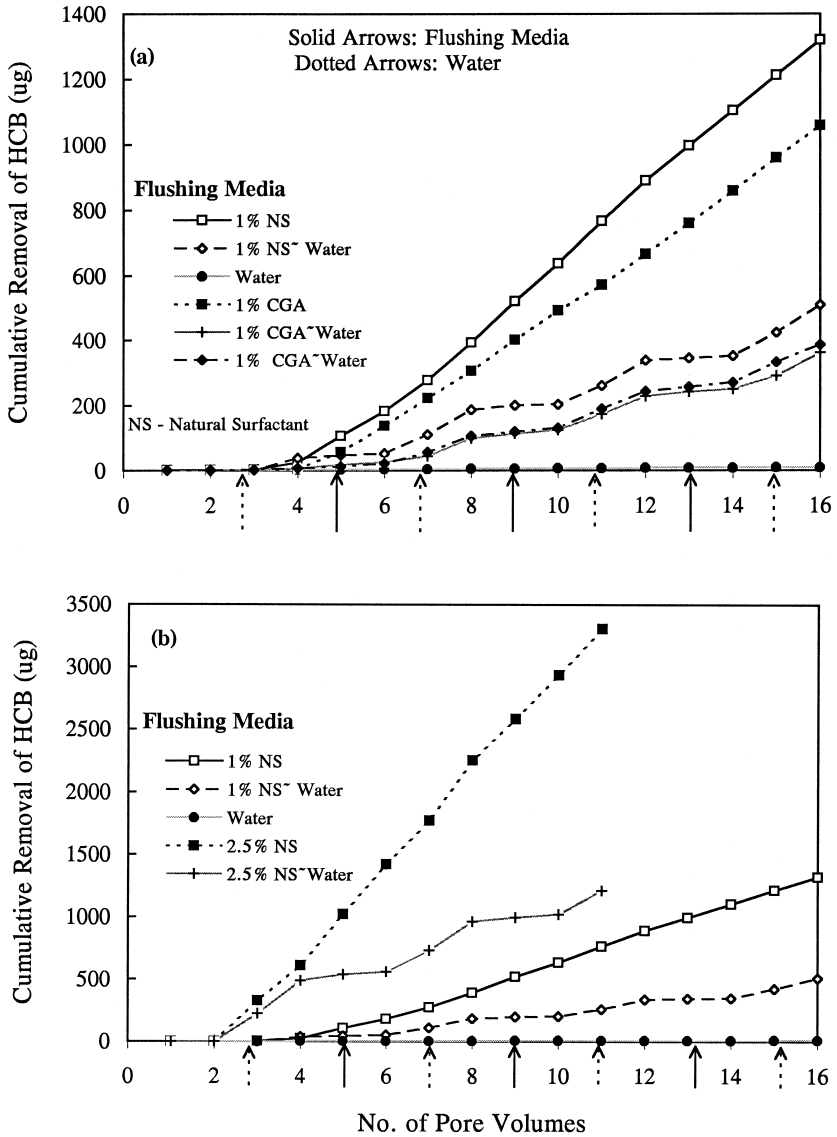 1400
1200
1000
800
600
400
200
0
Cumulative Removal of HCB (ug)
(a)
Solid Arrows: Flushing Media
Dotted Arrows: Water
Flushing Media
1% NS
1% NS~ Water
Water
1% CGA
1% CGA~Water
1% CGA~Water
NS - Natural Surfactant
0 2 4 6 8 10 12 14 16
3500
3000
2500
2000
1500
1000
500
0
Cumulative Removal of HCB (ug)
(b)
Flushing Media
1% NS
1% NS~ Water
Water
2.5% NS
2.5% NS~Water
0 2 4 6 8 10 12 14 16
No. of Pore Volumes